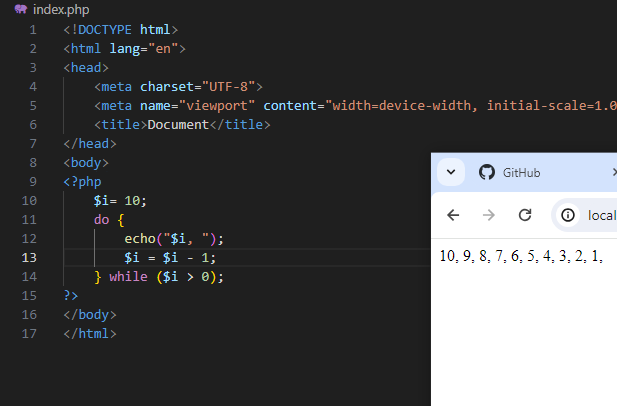 index.php
1 <!DOCTYPE html>
2 <html lang="en">
3 <head>
4 <meta charset="UTF-8">
5 <meta name="viewport" content="width=device-width, initial-scale=1.0
6 <title>Document</title>
7 </head>
8 <body>
9 <?php
10 $i= 10;
11 do {
12 echo("$i, ");
13 $i = $i - 1;
14 } while ($i > 0);
15 ?>
16 </body>
17 </html>
GitHub
local
10, 9, 8, 7, 6, 5, 4, 3, 2, 1,